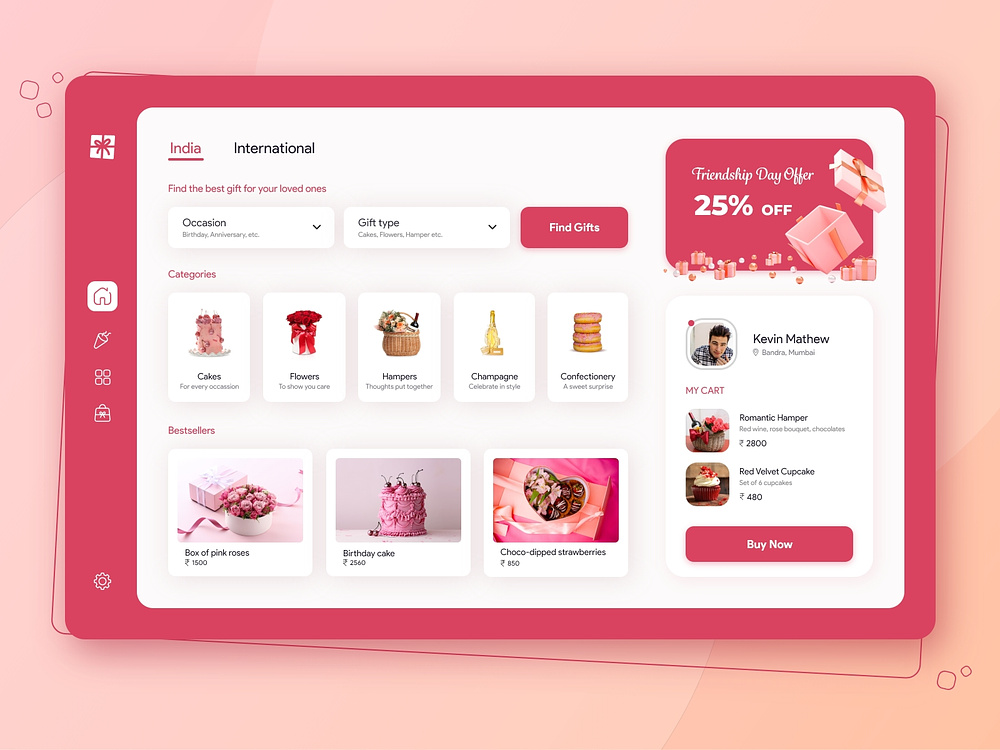 India
International
Find the best gift for your loved ones
Occasion
Birthday, Anniversary, etc.
Gift type
Cakes, Flowers, Hamper etc.
Find Gifts
Categories
Cakes
For every occassion
Flowers
To show you care
Hampers
Thoughts put together
Champagne
Celebrate in style
Confectionery
A sweet surprise
Bestsellers
Box of pink roses
₹ 1500
Birthday cake
₹ 2560
Choco-dipped strawberries
₹ 850
Friendship Day Offer
25% OFF
Kevin Mathew
Bandra, Mumbai
MY CART
Romantic Hamper
Red wine, rose bouquet, chocolates
₹ 2800
Red Velvet Cupcake
Set of 6 cupcakes
₹ 480
Buy Now